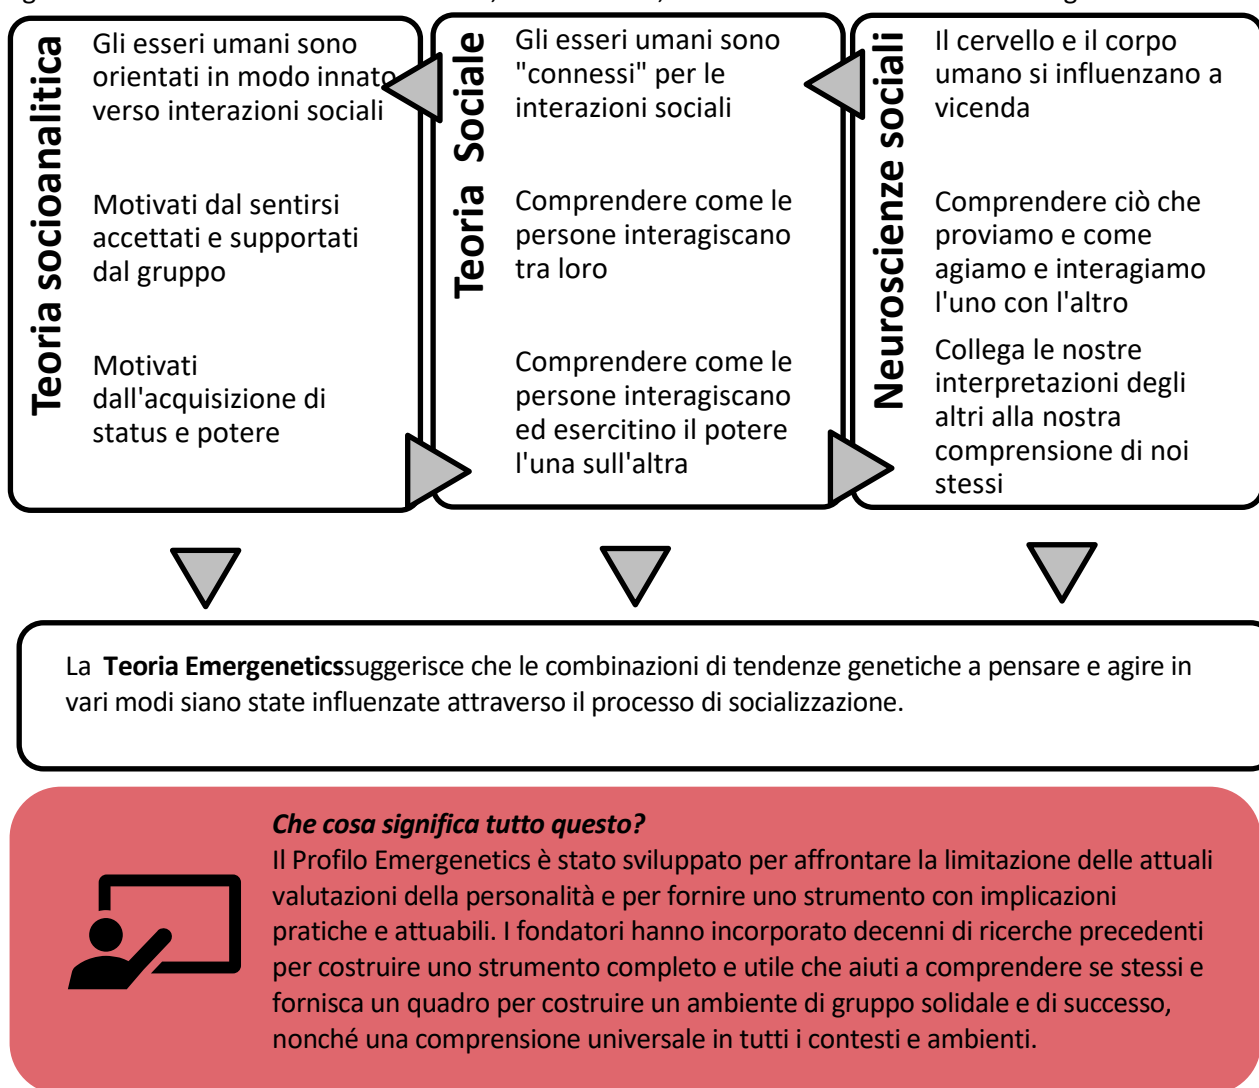 Teoria socioanalitica
Gli esseri umani sono
orientati in modo innato
verso interazioni sociali
Motivati dal sentirsi
accettati e supportati
dal gruppo
Motivati
dall'acquisizione di
status e potere
Teoria Sociale
Gli esseri umani sono
"connessi" per le
interazioni sociali
Comprendere come le
persone interagiscano
tra loro
Comprendere come le
persone interagiscano
ed esercitino il potere
l'una sull'altra
Neuroscienze sociali
Il cervello e il corpo
umano si influenzano a
vicenda
Comprendere ciò che
proviamo e come
agiamo e interagiamo
l'uno con l'altro
Collega le nostre
interpretazioni degli
altri alla nostra
comprensione di noi
stessi
La Teoria Emergeneticssuggerisce che le combinazioni di tendenze genetiche a pensare e agire in
vari modi siano state influenzate attraverso il processo di socializzazione.
Che cosa significa tutto questo?
Il Profilo Emergenetics è stato sviluppato per affrontare la limitazione delle attuali
valutazioni della personalità e per fornire uno strumento con implicazioni
pratiche e attuabili. I fondatori hanno incorporato decenni di ricerche precedenti
per costruire uno strumento completo e utile che aiuti a comprendere se stessi e
fornisca un quadro per costruire un ambiente di gruppo solidale e di successo,
nonché una comprensione universale in tutti i contesti e ambienti.